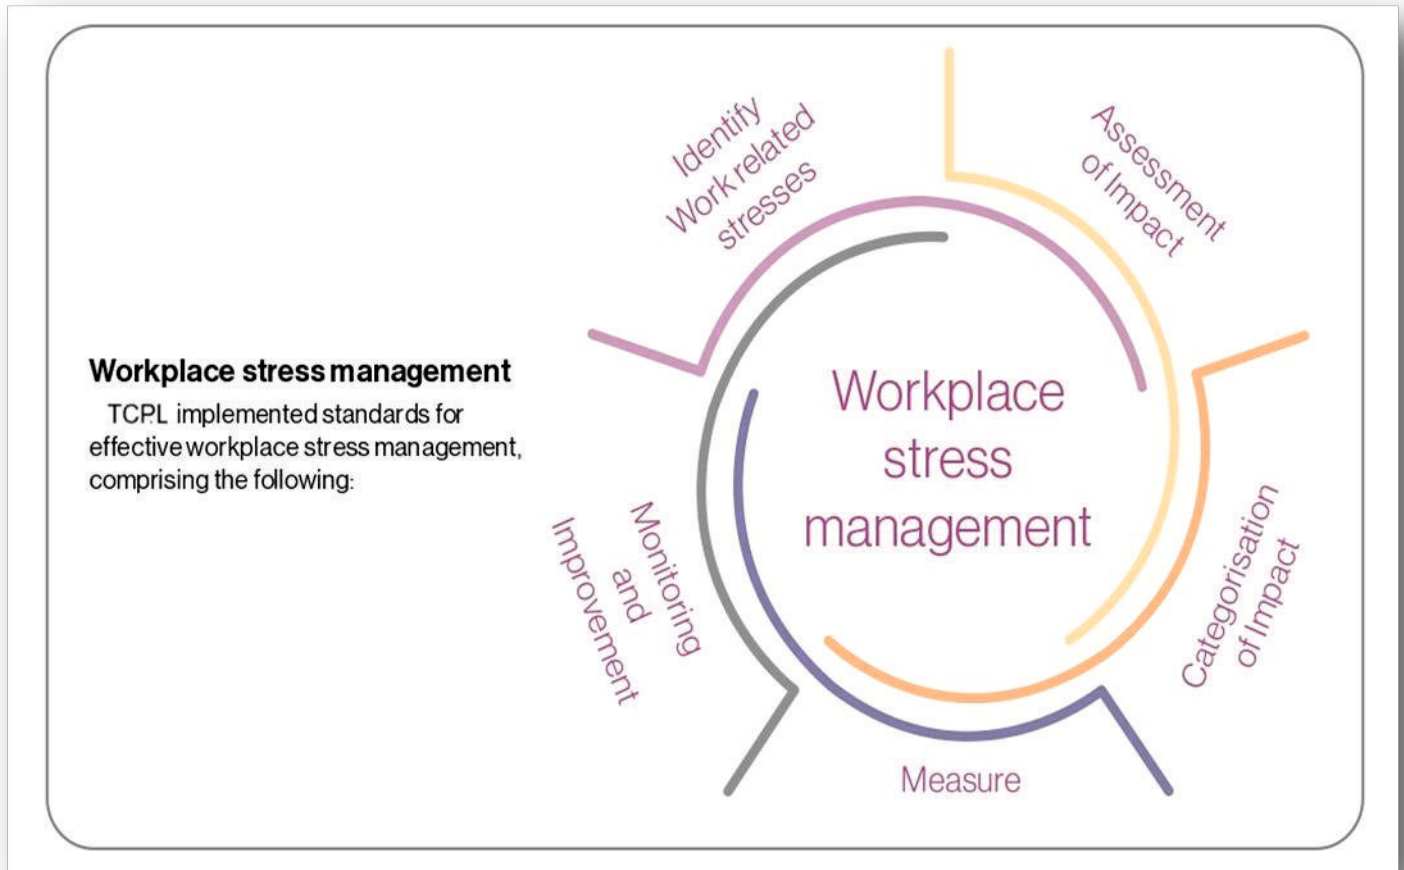 Workplace stress management
TCPL implemented standards for
effective workplace stress management,
comprising the following:
Identify
Work related
stresses
Assessment
of Impact
Categorisation
of Impact
Measure
Monitoring
and
Improvement
Workplace
stress
management